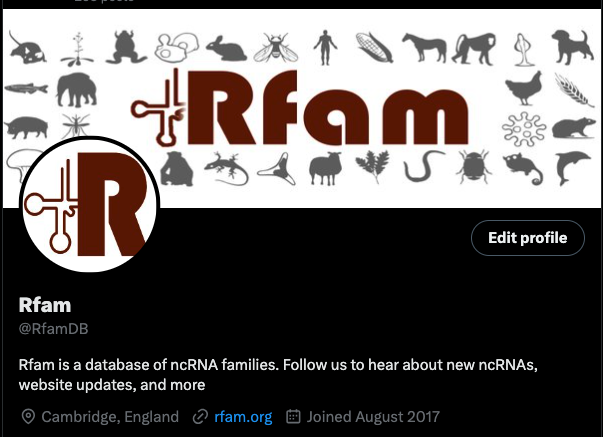 Rfam
R
Edit profile
Rfam
@RfamDB
Rfam is a database of ncRNA families. Follow us to hear about new ncRNAs,
website updates, and more
Cambridge, England rfam.org Joined August 2017